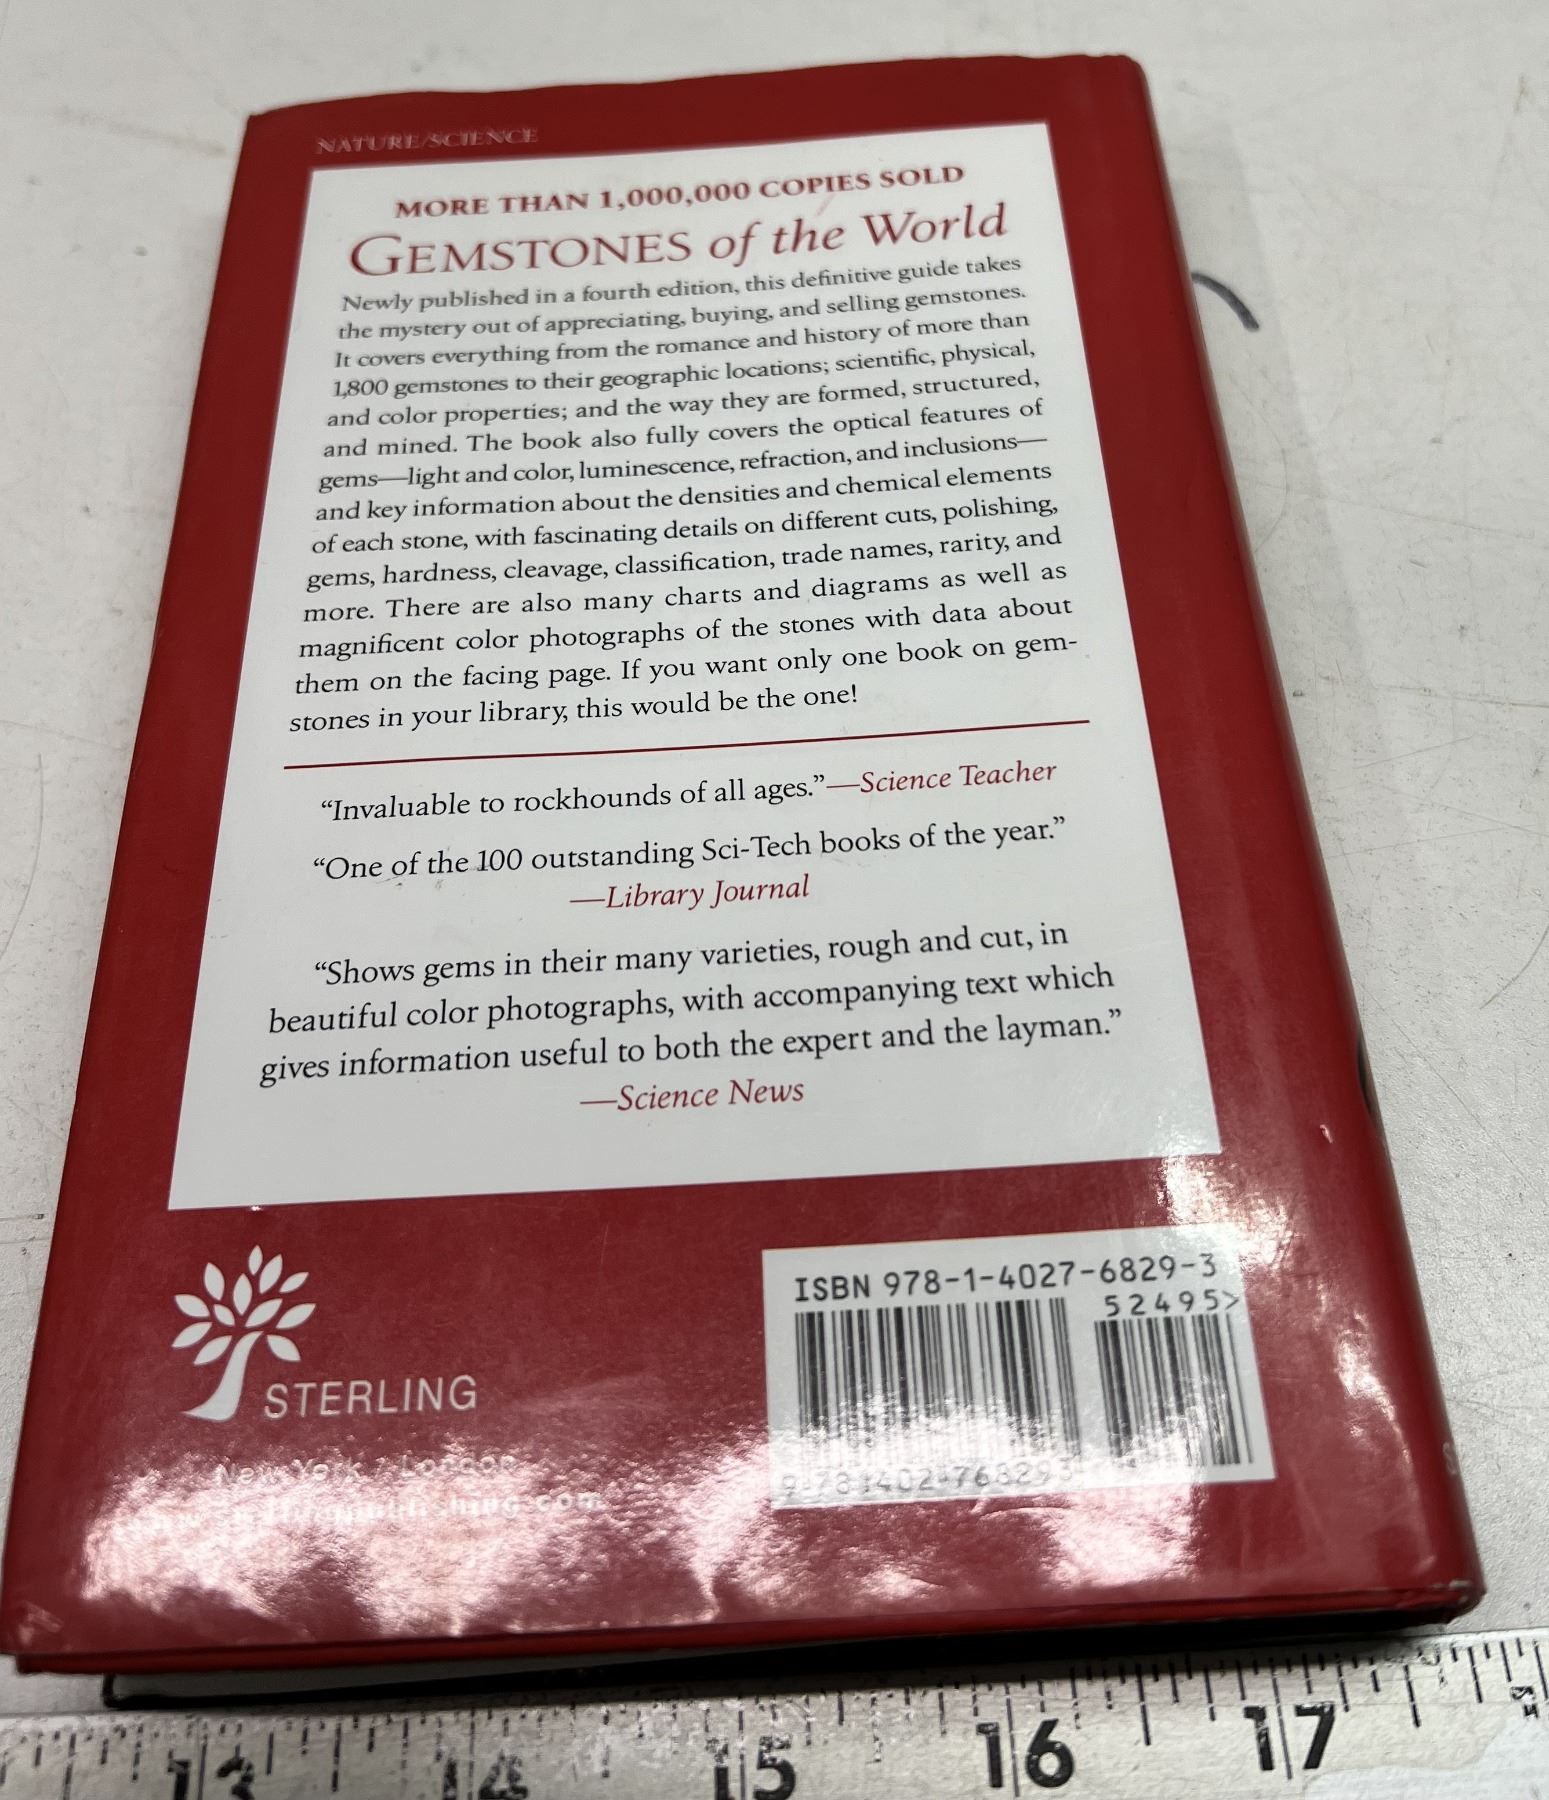 NATURE/SCIENCE
MORE THAN 1,000,000 COPIES SOLD
GEMSTONES of the World
Newly published in a fourth edition, this definitive guide takes
the mystery out of appreciating, buying, and selling gemstones.
It covers everything from the romance and history of more than
1,800 gemstones to their geographic locations; scientific, physical,
and color properties; and the way they are formed, structured,
and mined. The book also fully covers the optical features of
gems—light and color, luminescence, refraction, and inclusions—
and key information about the densities and chemical elements
of each stone, with fascinating details on different cuts, polishing,
gems, hardness, cleavage, classification, trade names, rarity, and
more. There are also many charts and diagrams as well as
magnificent color photographs of the stones with data about
them on the facing page. If you want only one book on gem-
stones in your library, this would be the one!
“Invaluable to rockhounds of all ages.”—Science Teacher
“One of the 100 outstanding Sci-Tech books of the year.”
—Library Journal
“Shows gems in their many varieties, rough and cut, in
beautiful color photographs, with accompanying text which
gives information useful to both the expert and the layman.”
—Science News
ISBN 978-1-4027-6829-3
52495>
STERLING
New York / London
9 781402 768293
13 14 15 16 17